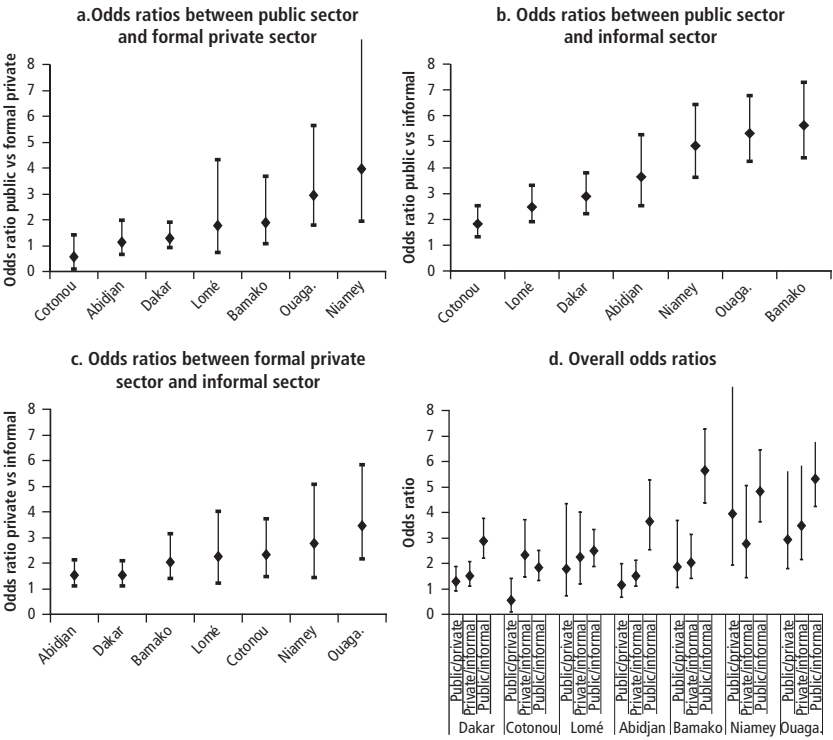 a.Odds ratios between public sector
and formal private sector
Odds ratio public vs formal private
8
7
6
5
4
3
2
1
0
Cotonou
Abidjan
Dakar
Lomé
Bamako
Ouaga.
Niamey
b. Odds ratios between public sector
and informal sector
Odds ratio public vs informal
8
7
6
5
4
3
2
1
0
Cotonou
Lomé
Dakar
Abidjan
Niamey
Ouaga.
Bamako
c. Odds ratios between formal private
sector and informal sector
Odds ratio private vs informal
8
7
6
5
4
3
2
1
0
Abidjan
Dakar
Bamako
Lomé
Cotonou
Niamey
Ouaga.
d. Overall odds ratios
Odds ratio
8
7
6
5
4
3
2
1
0
Public/private
Private/informal
Public/informal
Public/private
Private/informal
Public/informal
Public/private
Private/informal
Public/informal
Public/private
Private/informal
Public/informal
Public/private
Private/informal
Public/informal
Public/private
Private/informal
Public/informal
Public/private
Private/informal
Public/informal
Dakar
Cotonou
Lomé
Abidjan
Bamako
Niamey
Ouaga.